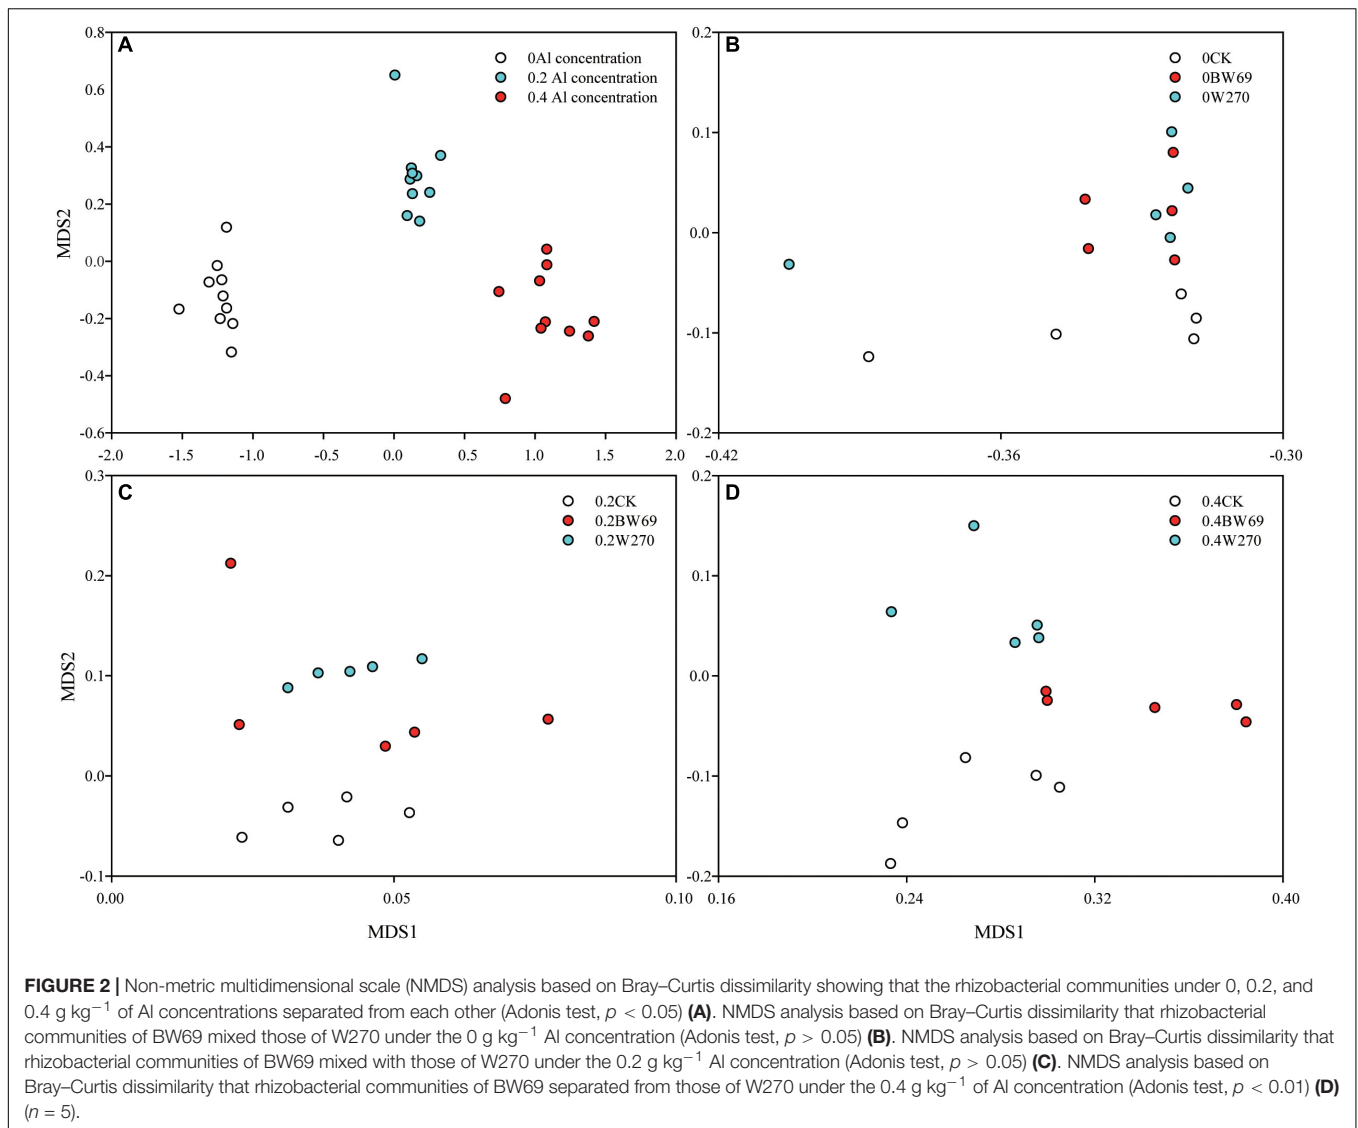 A
0Al concentration
0.2 Al concentration
0.4 Al concentration
0.8
0.6
0.4
0.2
0.0
-0.2
-0.4
-0.6
MDS2
-2.0 -1.5 -1.0 -0.5 0.0 0.5 1.0 1.5 2.0
B
0CK
0BW69
0W270
0.2
0.1
0.0
-0.1
-0.2
-0.42 -0.36 -0.30
C
0.2CK
0.2BW69
0.2W270
0.3
0.2
0.1
0.0
-0.1
MDS2
0.00 0.05 0.10
MDS1
D
0.4CK
0.4BW69
0.4W270
0.2
0.1
0.0
-0.1
-0.2
0.16 0.24 0.32 0.40
MDS1
FIGURE 2 | Non-metric multidimensional scale (NMDS) analysis based on Bray–Curtis dissimilarity showing that the rhizobacterial communities under 0, 0.2, and
0.4 g kg⁻¹ of Al concentrations separated from each other (Adonis test, p < 0.05) (A). NMDS analysis based on Bray–Curtis dissimilarity that rhizobacterial
communities of BW69 mixed those of W270 under the 0 g kg⁻¹ Al concentration (Adonis test, p > 0.05) (B). NMDS analysis based on Bray–Curtis dissimilarity that
rhizobacterial communities of BW69 mixed with those of W270 under the 0.2 g kg⁻¹ Al concentration (Adonis test, p > 0.05) (C). NMDS analysis based on
Bray–Curtis dissimilarity that rhizobacterial communities of BW69 separated from those of W270 under the 0.4 g kg⁻¹ of Al concentration (Adonis test, p < 0.01) (D)
(n = 5).